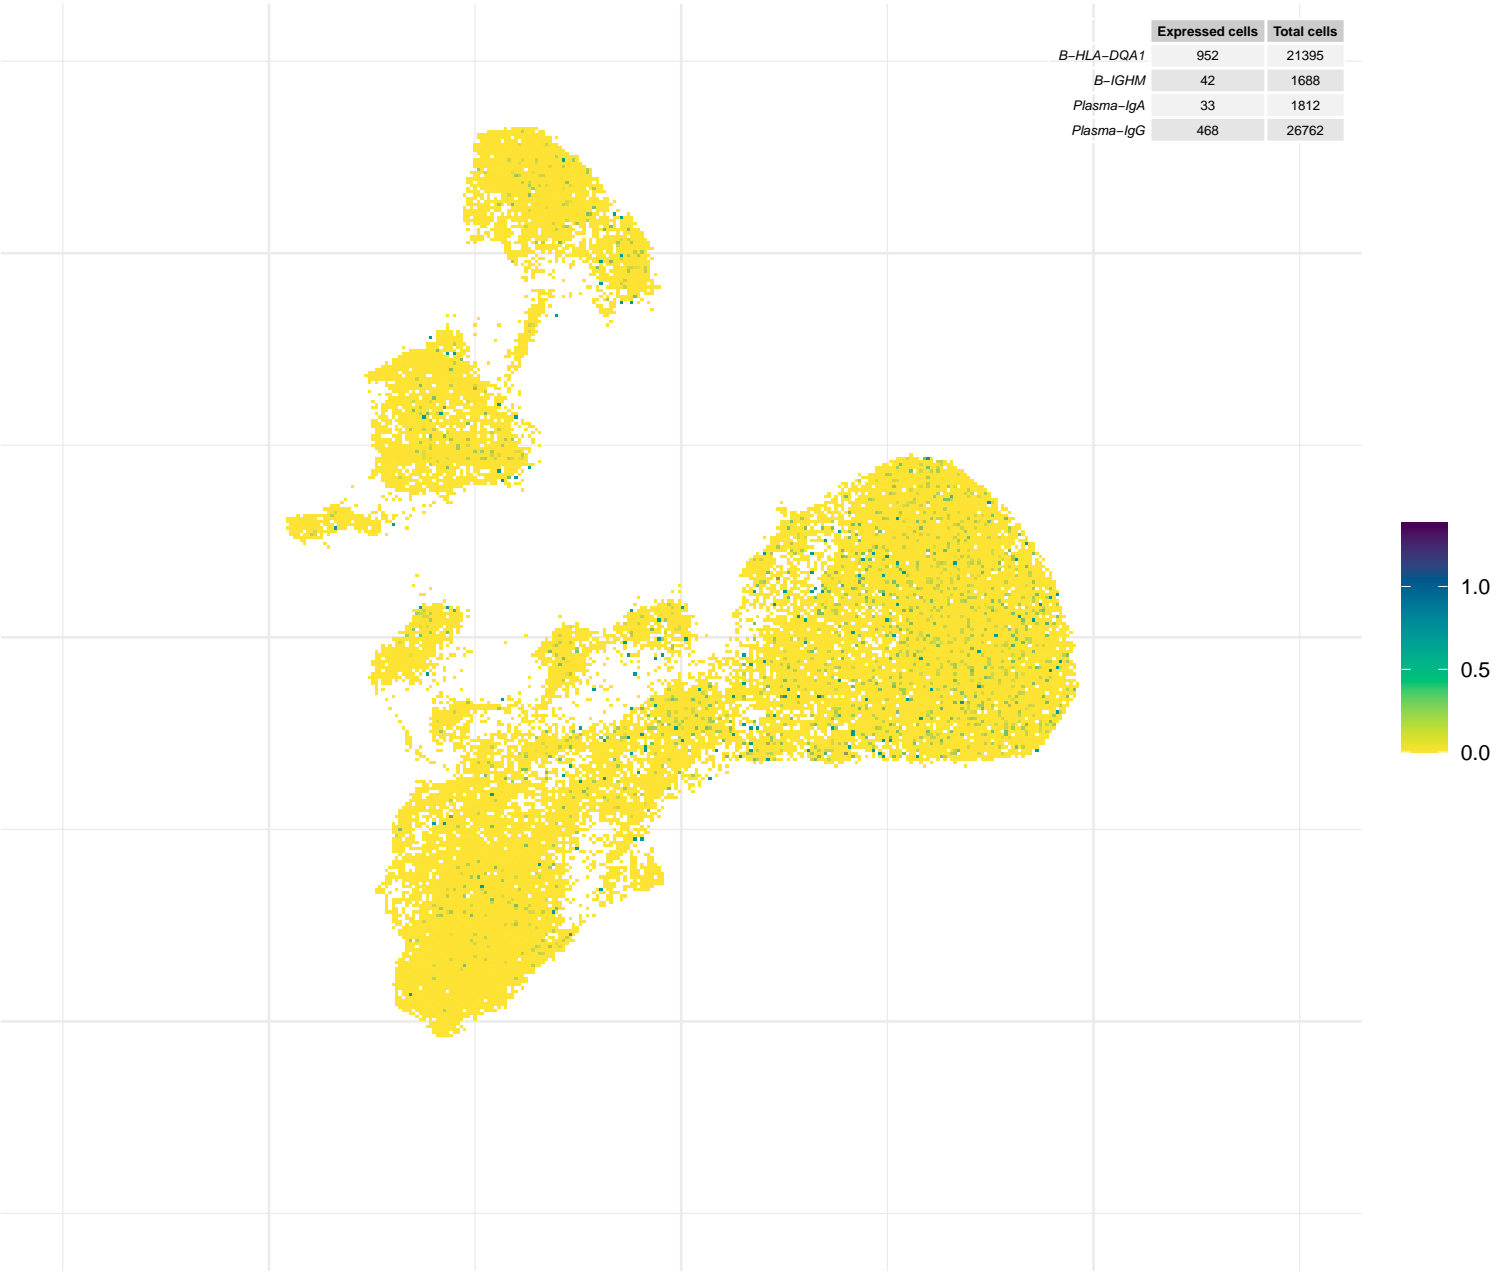 Expressed cells Total cells
B−HLA−DQA1 952 21395
B−IGHM 42 1688
Plasma−IgA 33 1812
Plasma−IgG 468 26762
1.0
0.5
0.0